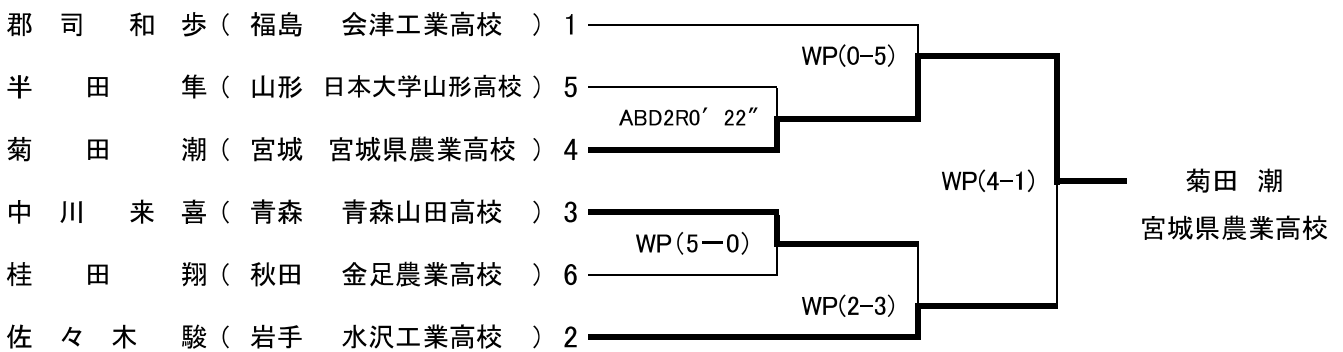 郡司 和歩（ 福島 会津工業高校 ）1
WP(0-5)
半田 隼（ 山形 日本大学山形高校 ）5
ABD2R0′22″
菊田 潮（ 宮城 宮城県農業高校 ）4
WP(4-1)
菊田 潮
宮城県農業高校
中川 来喜（ 青森 青森山田高校 ）3
WP(5－0)
桂田 翔（ 秋田 金足農業高校 ）6
WP(2-3)
佐々木 駿（ 岩手 水沢工業高校 ）2